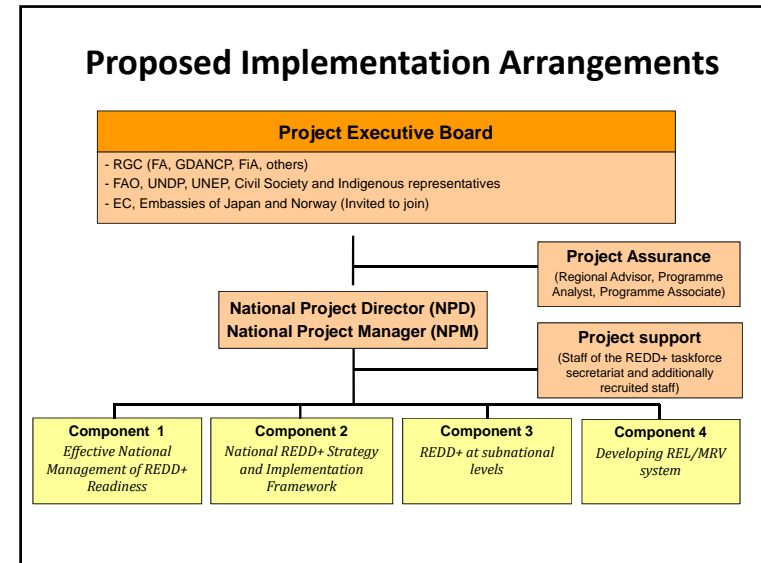 Proposed Implementation Arrangements
Project Executive Board
- RGC (FA, GDANCP, FiA, others)
- FAO, UNDP, UNEP, Civil Society and Indigenous representatives
- EC, Embassies of Japan and Norway (Invited to join)
Project Assurance
(Regional Advisor, Programme
Analyst, Programme Associate)
National Project Director (NPD)
National Project Manager (NPM)
Project support
(Staff of the REDD+ taskforce
secretariat and additionally
recruited staff)
Component 1
Effective National
Management of REDD+
Readiness
Component 2
National REDD+ Strategy
and Implementation
Framework
Component 3
REDD+ at subnational
levels
Component 4
Developing REL/MRV
system